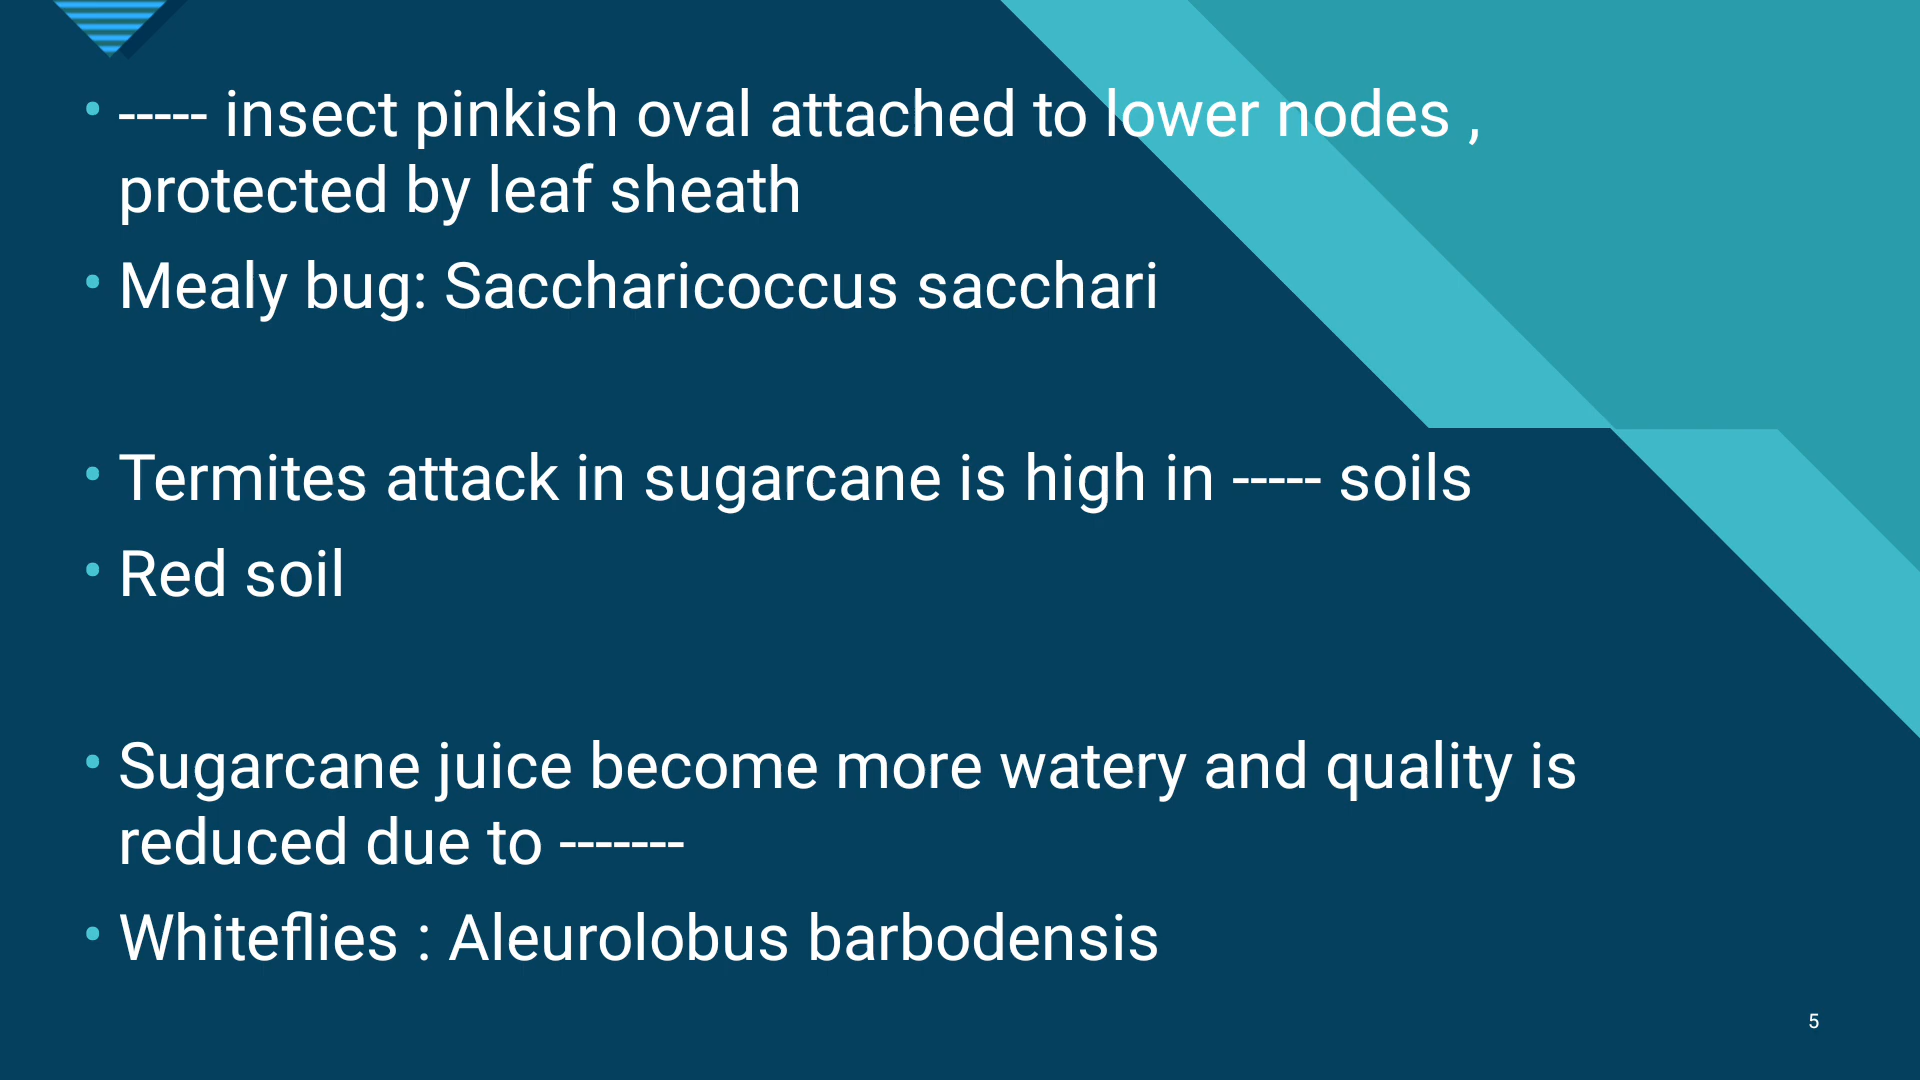 • ----- insect pinkish oval attached to lower nodes ,
protected by leaf sheath
• Mealy bug: Saccharicoccus sacchari
• Termites attack in sugarcane is high in ----- soils
• Red soil
• Sugarcane juice become more watery and quality is
reduced due to -------
• Whiteflies : Aleurolobus barbodensis
5